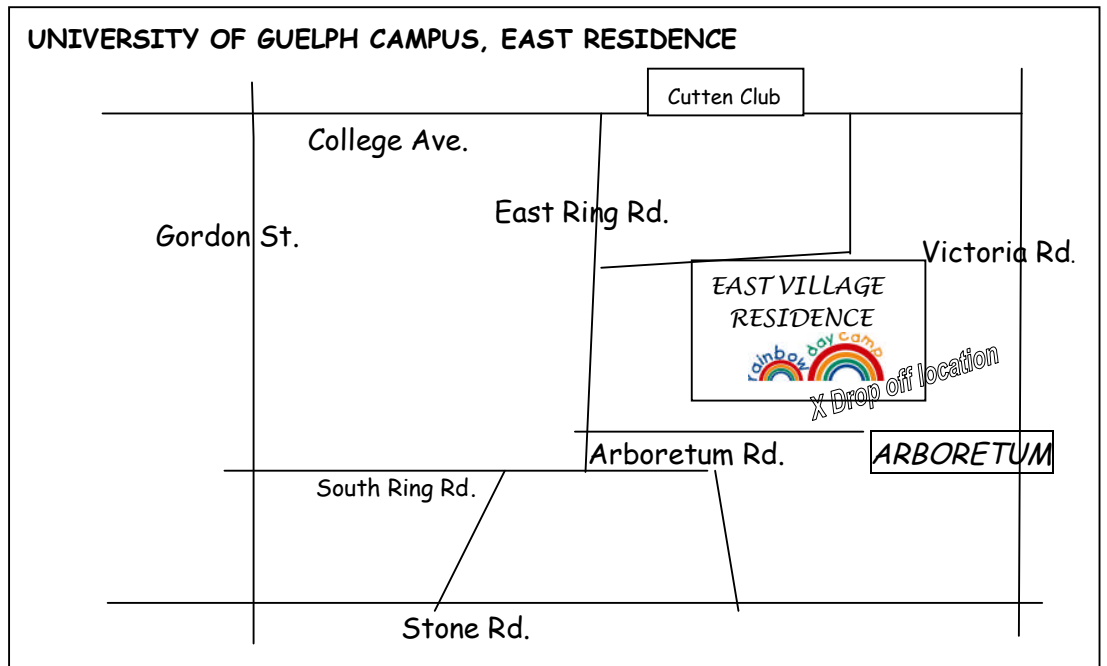 UNIVERSITY OF GUELPH CAMPUS, EAST RESIDENCE
Cutten Club
College Ave.
East Ring Rd.
Gordon St.
Victoria Rd.
EAST VILLAGE
RESIDENCE
rainbow day camp
X Drop off location
Arboretum Rd.
ARBORETUM
South Ring Rd.
Stone Rd.